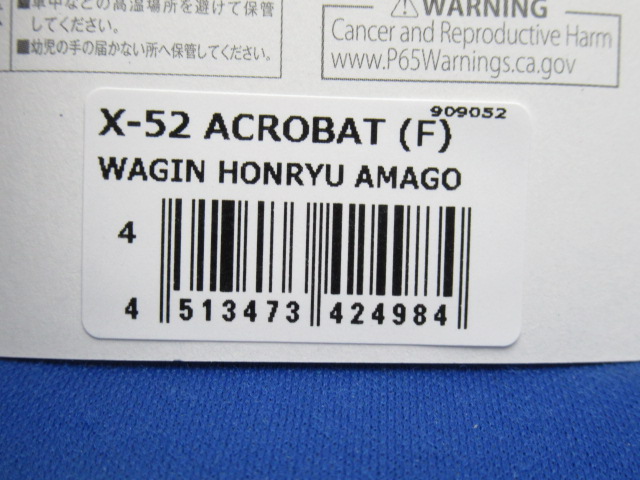 ■車中などの高温場所を避けて保管
してください。
■幼児の手の届かない所へ保管してください。
⚠WARNING
Cancer and Reproductive Harm
www.P65Warnings.ca.gov
909052
X-52 ACROBAT (F)
WAGIN HONRYU AMAGO
4
4 513473 424984